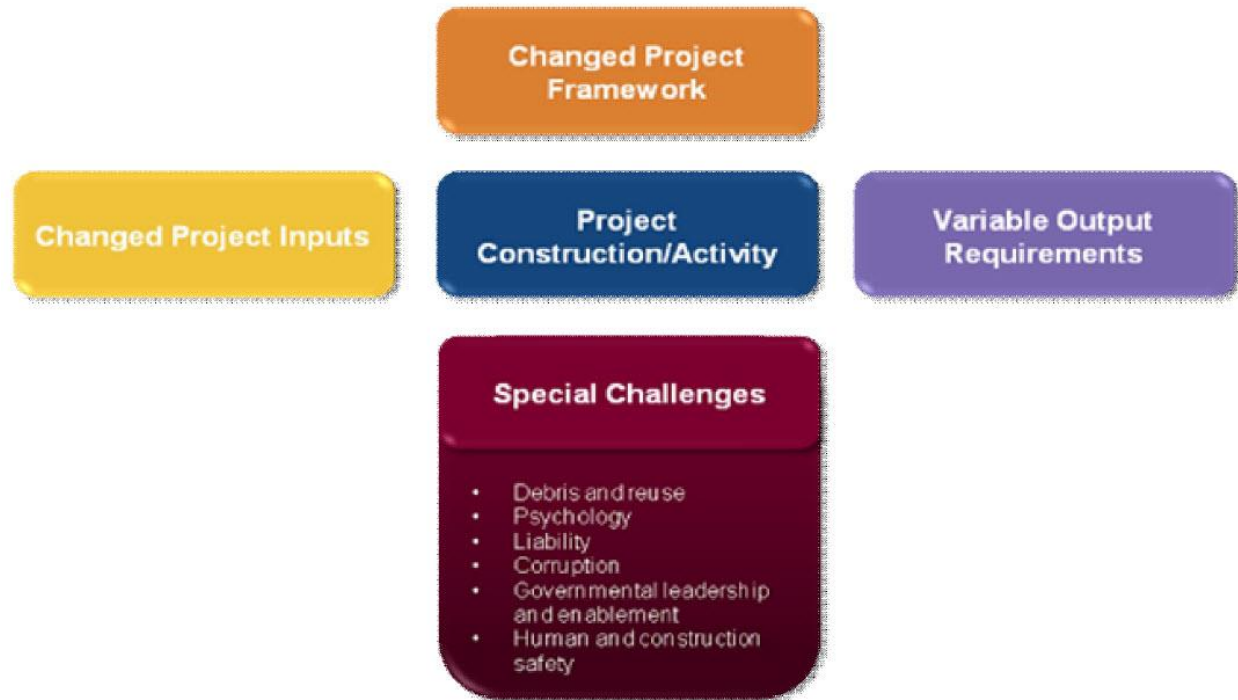 Changed Project
Framework
Changed Project Inputs
Project
Construction/Activity
Variable Output
Requirements
Special Challenges
• Debris and reuse
• Psychology
• Liability
• Corruption
• Governmental leadership
and enablement
• Human and construction
safety